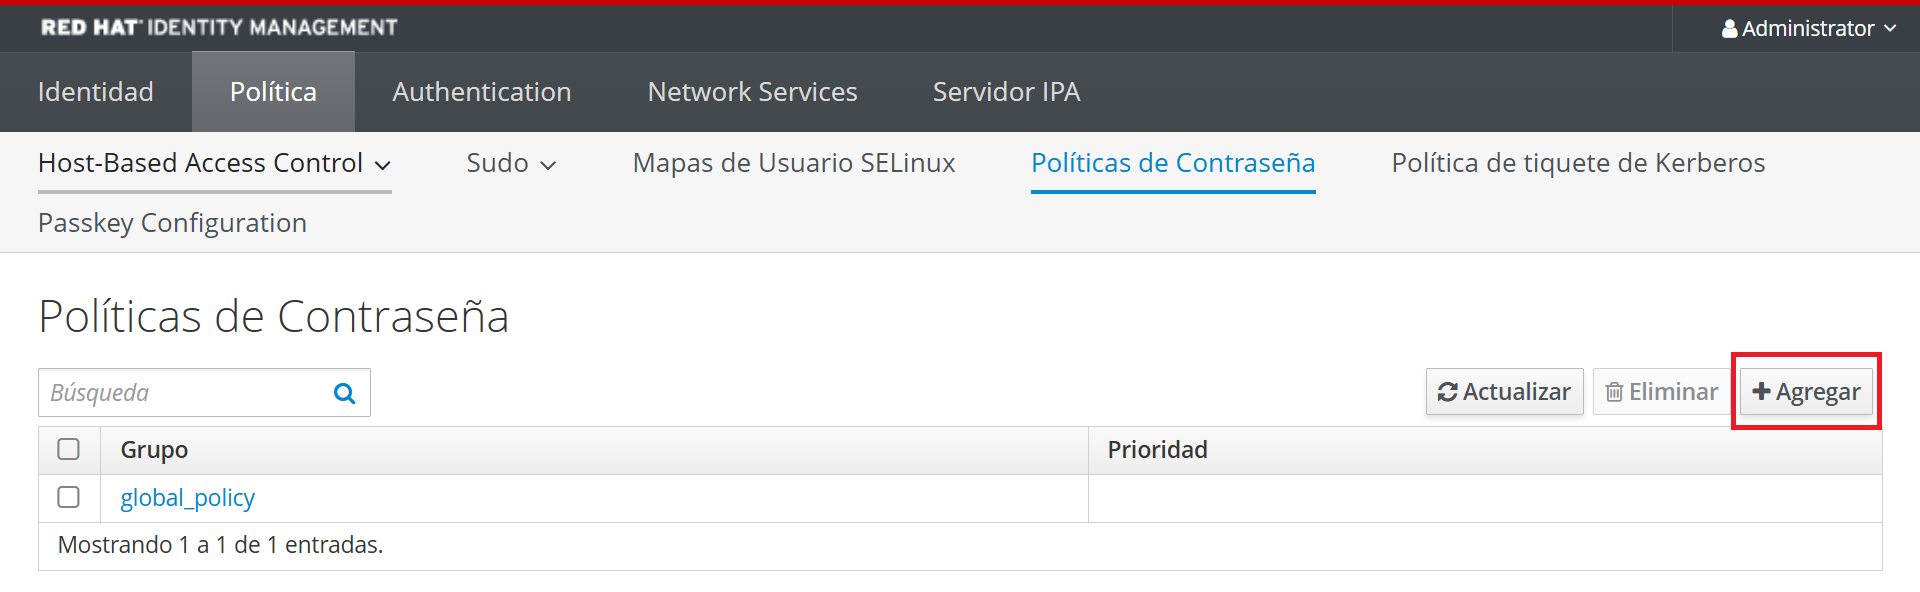 RED HAT IDENTITY MANAGEMENT
Administrator
Identidad Política Authentication Network Services Servidor IPA
Host-Based Access Control Sudo Mapas de Usuario SELinux Políticas de Contraseña Política de tiquete de Kerberos
Passkey Configuration
Políticas de Contraseña
Búsqueda
Actualizar Eliminar Agregar
Grupo Prioridad
global_policy
Mostrando 1 a 1 de 1 entradas.